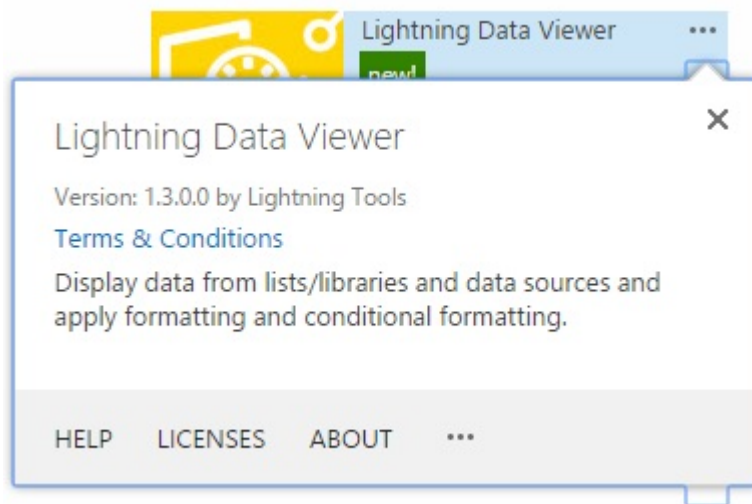 Lightning Data Viewer
new!
Lightning Data Viewer
Version: 1.3.0.0 by Lightning Tools
Terms & Conditions
Display data from lists/libraries and data sources and
apply formatting and conditional formatting.
HELP LICENSES ABOUT